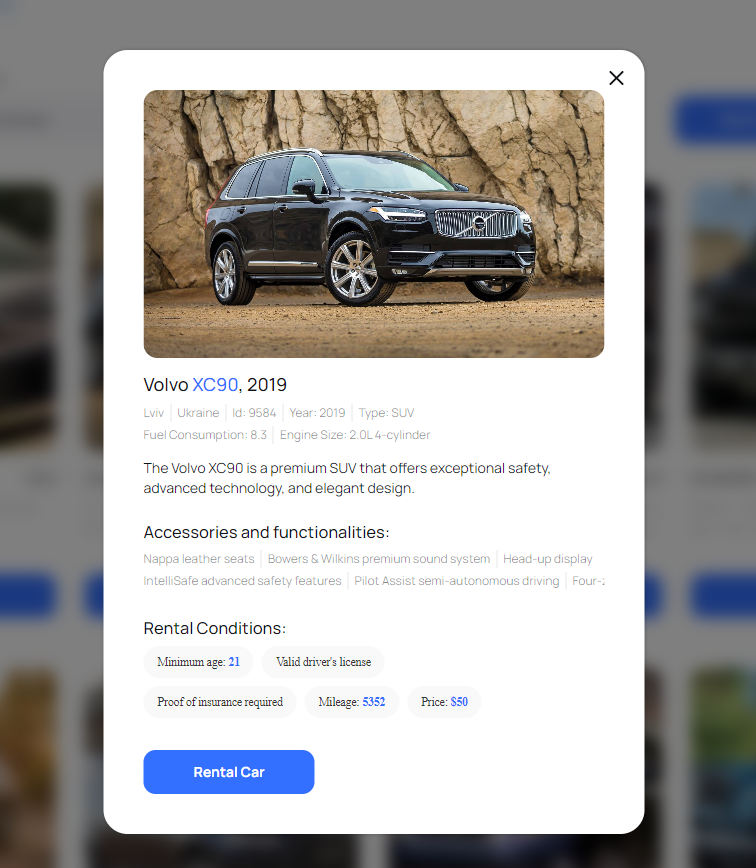 Volvo XC90, 2019
Lviv Ukraine Id: 9584 Year: 2019 Type: SUV
Fuel Consumption: 8.3 Engine Size: 2.0L 4-cylinder
The Volvo XC90 is a premium SUV that offers exceptional safety,
advanced technology, and elegant design.
Accessories and functionalities:
Nappa leather seats Bowers & Wilkins premium sound system Head-up display
IntelliSafe advanced safety features Pilot Assist semi-autonomous driving Four-
Rental Conditions:
Minimum age: 21 Valid driver's license
Proof of insurance required Mileage: 5352 Price: $50
Rental Car